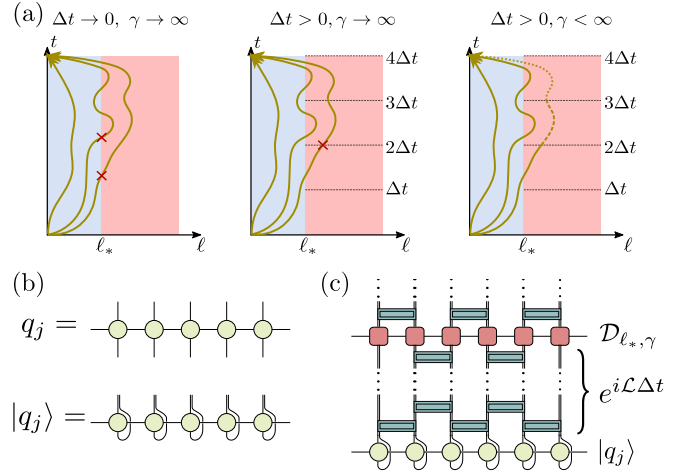 (a)
Δt → 0, γ → ∞
Δt > 0, γ → ∞
Δt > 0, γ < ∞
t
ℓ∗
ℓ
t
4Δt
3Δt
2Δt
Δt
ℓ∗
ℓ
t
4Δt
3Δt
2Δt
Δt
ℓ∗
ℓ
(b)
q_j =
|q_j⟩ =
(c)
𝒟_{ℓ∗,γ}
e^{iℒΔt}
|q_j⟩